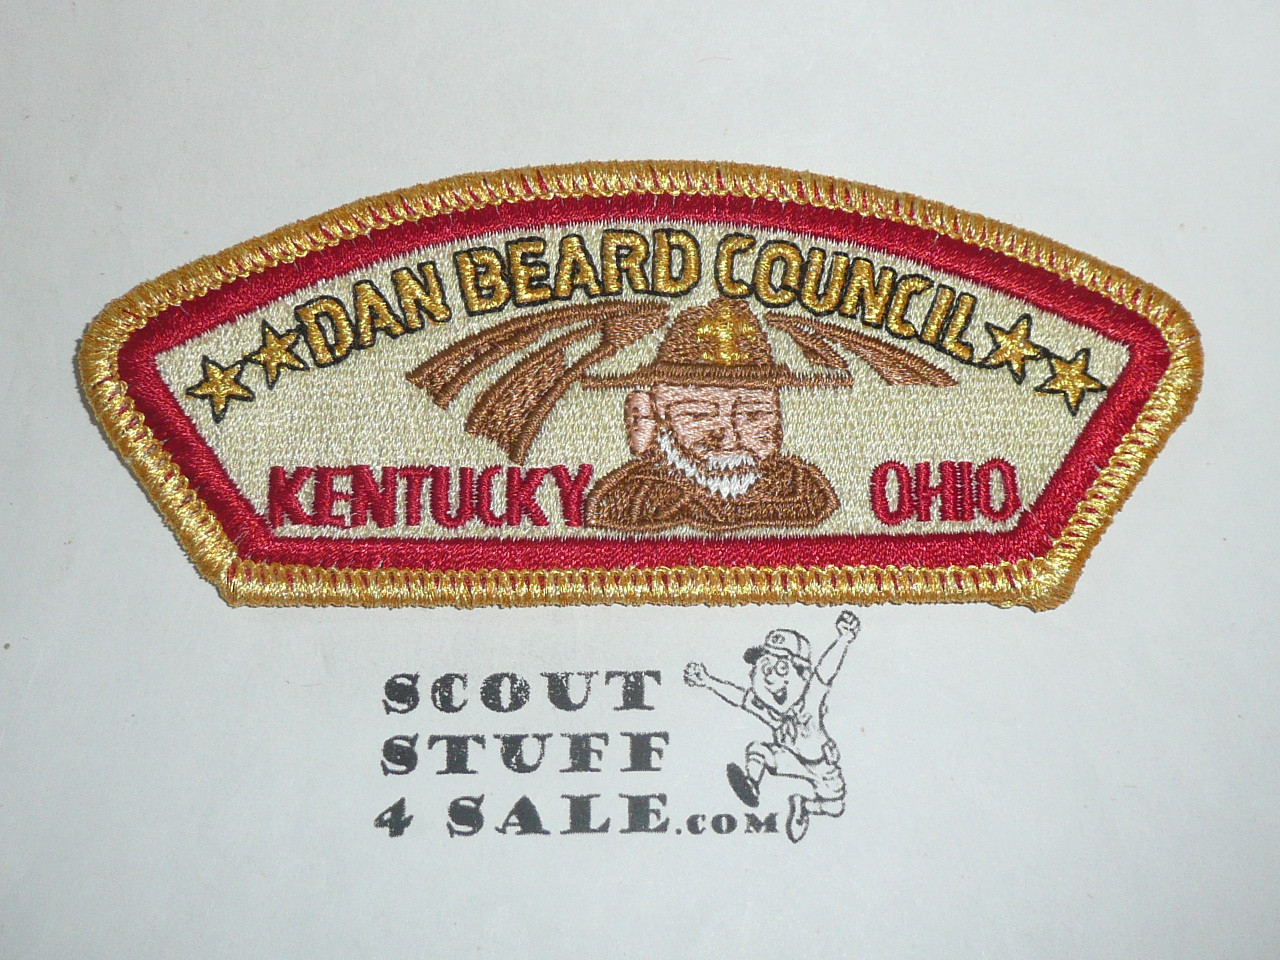 DAN BEARD COUNCIL
KENTUCKY OHIO
SCOUT
STUFF
4 SALE.COM